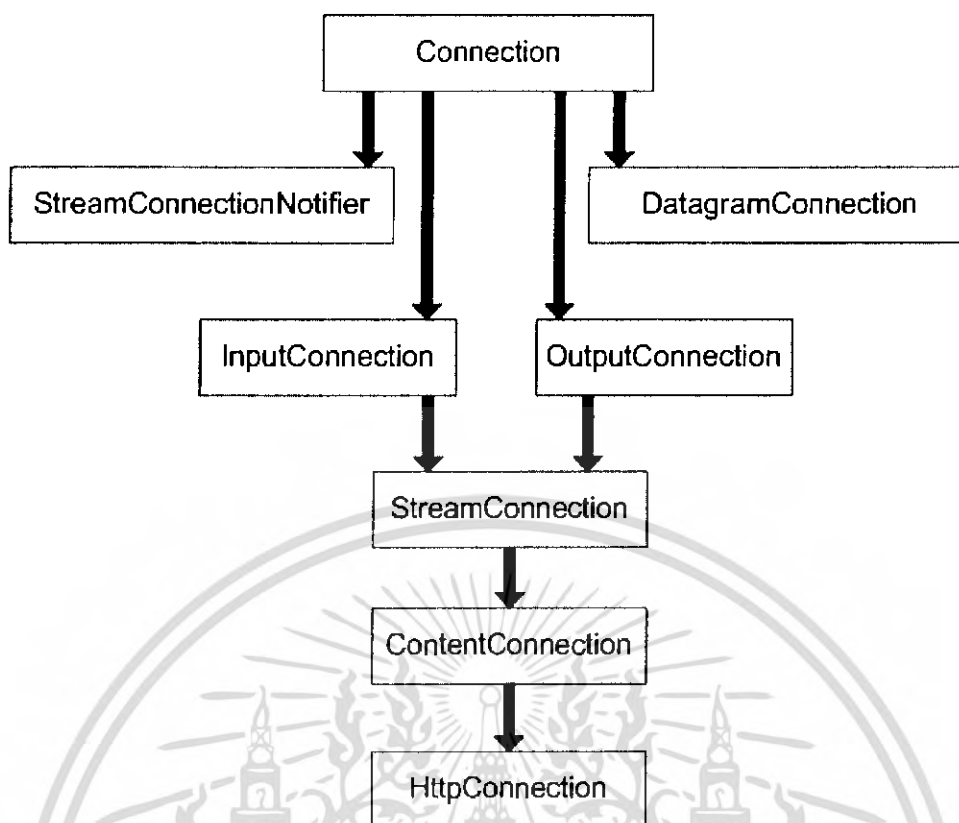 Connection
StreamConnectionNotifier
DatagramConnection
InputConnection
OutputConnection
StreamConnection
ContentConnection
HttpConnection